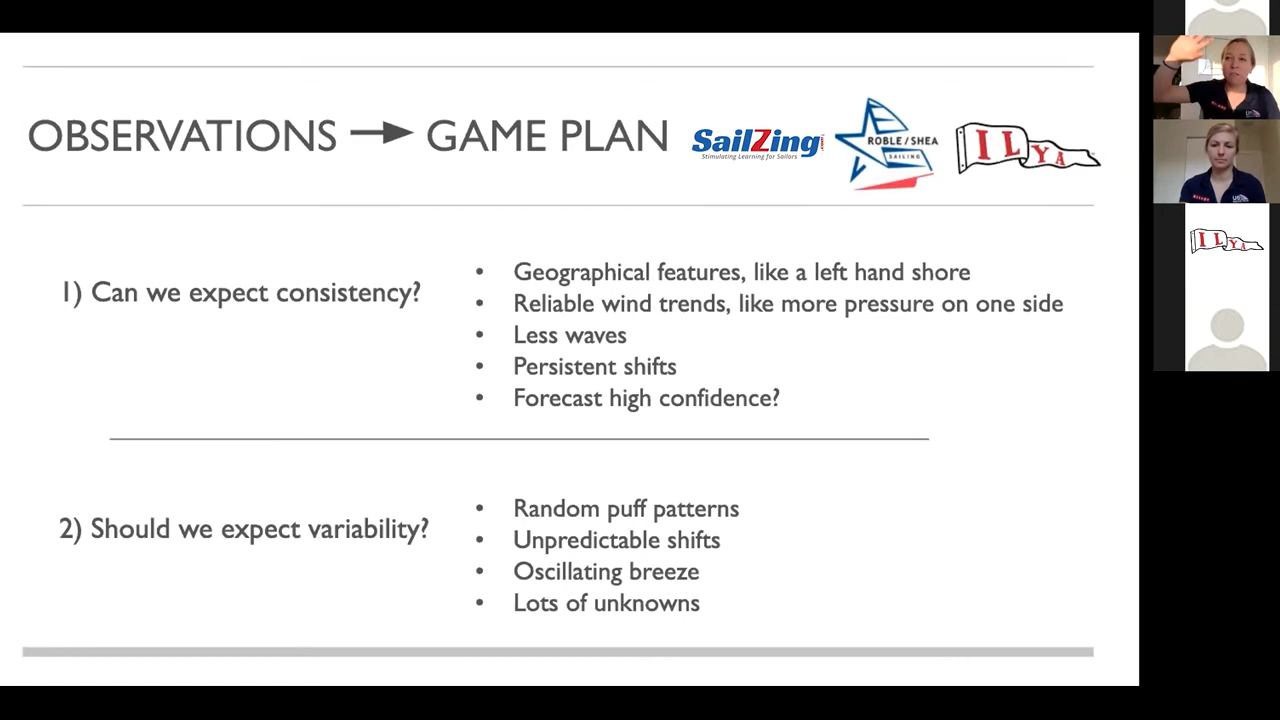 OBSERVATIONS → GAME PLAN
SailZing
Stimulating Learning for Sailors
ROBLE/SHEA
SAILING
ILYA
1) Can we expect consistency?
• Geographical features, like a left hand shore
• Reliable wind trends, like more pressure on one side
• Less waves
• Persistent shifts
• Forecast high confidence?
2) Should we expect variability?
• Random puff patterns
• Unpredictable shifts
• Oscillating breeze
• Lots of unknowns
ILYA